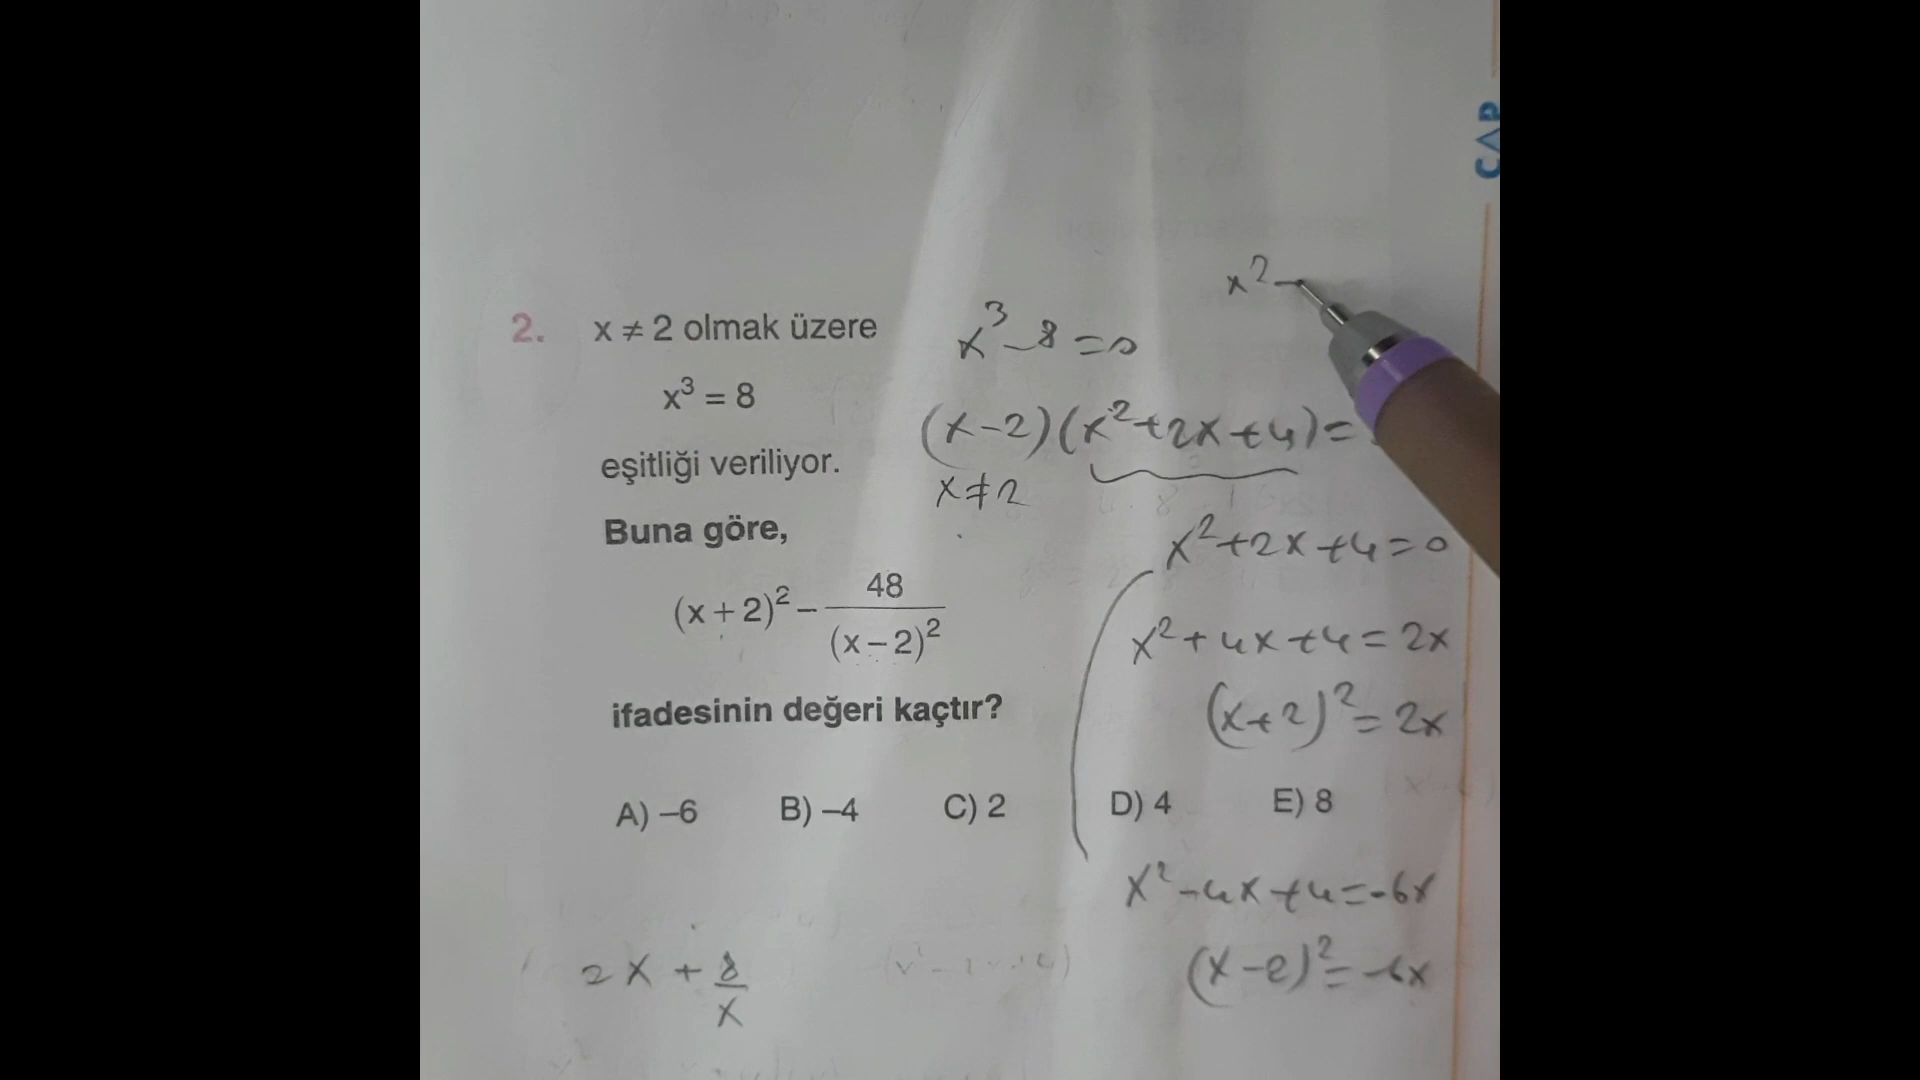 CAP
x² –
2. x ≠ 2 olmak üzere
x³ – 8 = 0
x³ = 8
(x – 2)(x² + 2x + 4) =
eşitliği veriliyor.
x ≠ 2
Buna göre,
x² + 2x + 4 = 0
(x + 2)² – 48 / (x – 2)²
x² + 4x + 4 = 2x
ifadesinin değeri kaçtır?
(x + 2)² = 2x
A) –6 B) –4 C) 2 D) 4 E) 8
x² – 4x + 4 = –6x
2x + 8/x
(x – 2)² = –6x